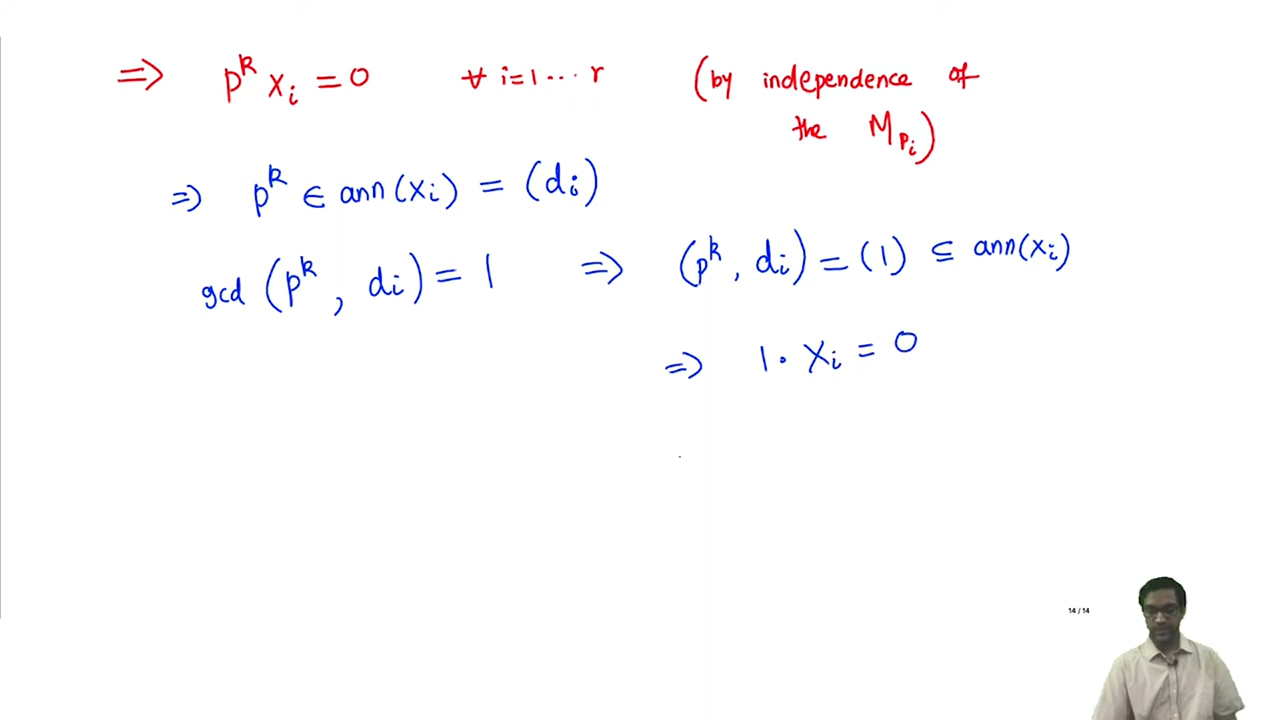 ⇒ p^k x_i = 0 ∀ i=1⋯r (by independence of
the M_{p_i})
⇒ p^k ∈ ann(x_i) = (d_i)
gcd (p^k, d_i) = 1 ⇒ (p^k, d_i) = (1) ⊆ ann(x_i)
⇒ 1 · x_i = 0
14 / 14